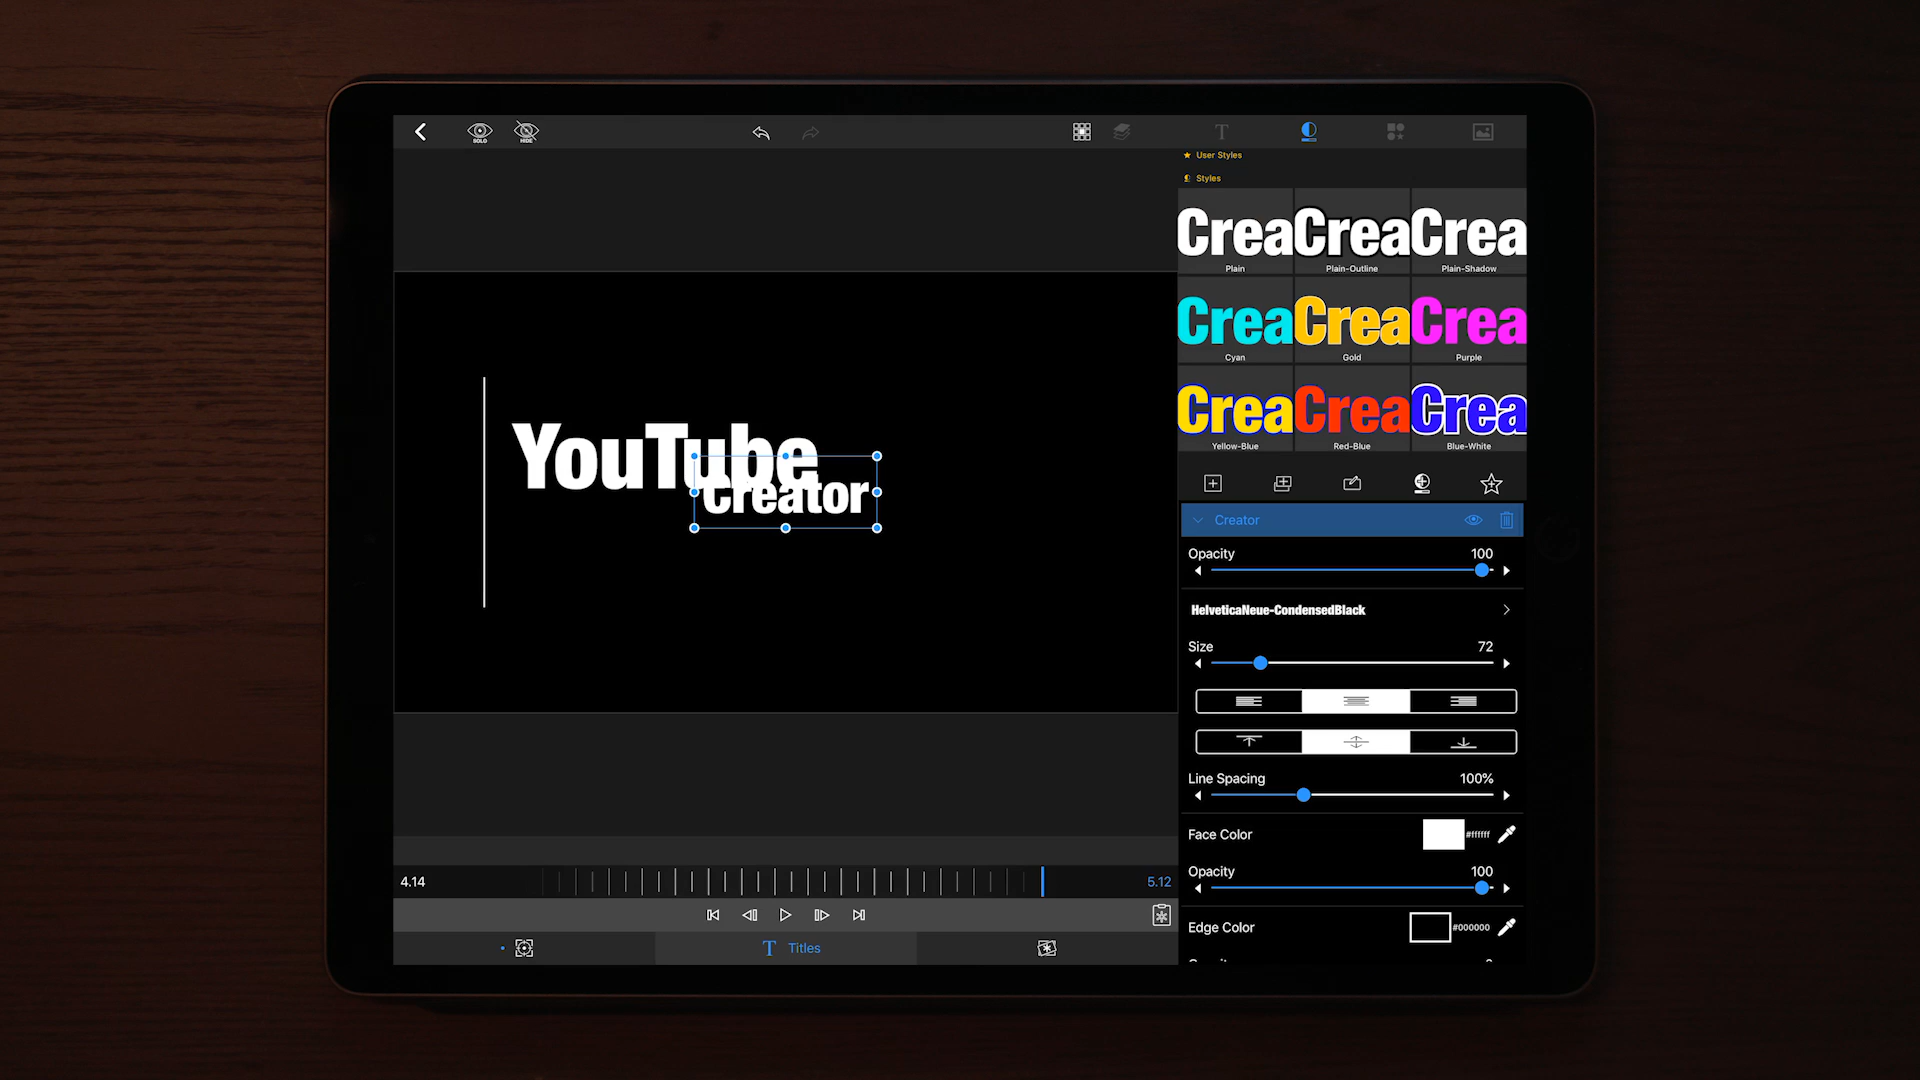 SOLO
HIDE
T
User Styles
Styles
Crea Crea Crea
Plain Plain-Outline Plain-Shadow
Crea Crea Crea
Cyan Gold Purple
Crea Crea Crea
Yellow-Blue Red-Blue Blue-White
YouTube
Creator
Creator
Opacity 100
HelveticaNeue-CondensedBlack
Size 72
Line Spacing 100%
Face Color #ffffff
Opacity 100
Edge Color #000000
4.14
5.12
T Titles